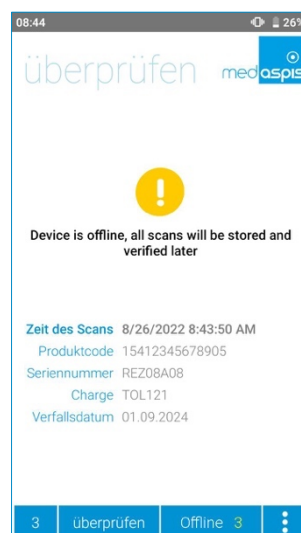 08:44 26%
überprüfen medaspis
Device is offline, all scans will be stored and
verified later
Zeit des Scans 8/26/2022 8:43:50 AM
Produktcode 15412345678905
Seriennummer REZ08A08
Charge TOL121
Verfallsdatum 01.09.2024
3 überprüfen Offline 3